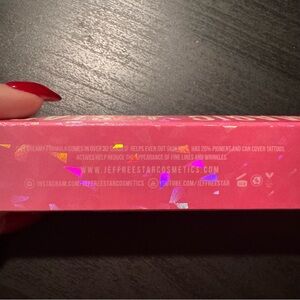 CREAMY FORMULA COMES IN OVER 30 HELPS EVEN OUT SKIN TONE, HAS 20% PIGMENT AND CAN COVER TATTOOS.
ACTIVES HELP REDUCE THE APPEARANCE OF FINE LINES AND WRINKLES.
WWW.JEFFREESTARCOSMETICS.COM
INSTAGRAM.COM/JEFFREESTARCOSMETICS YOUTUBE.COM/JEFFREESTAR